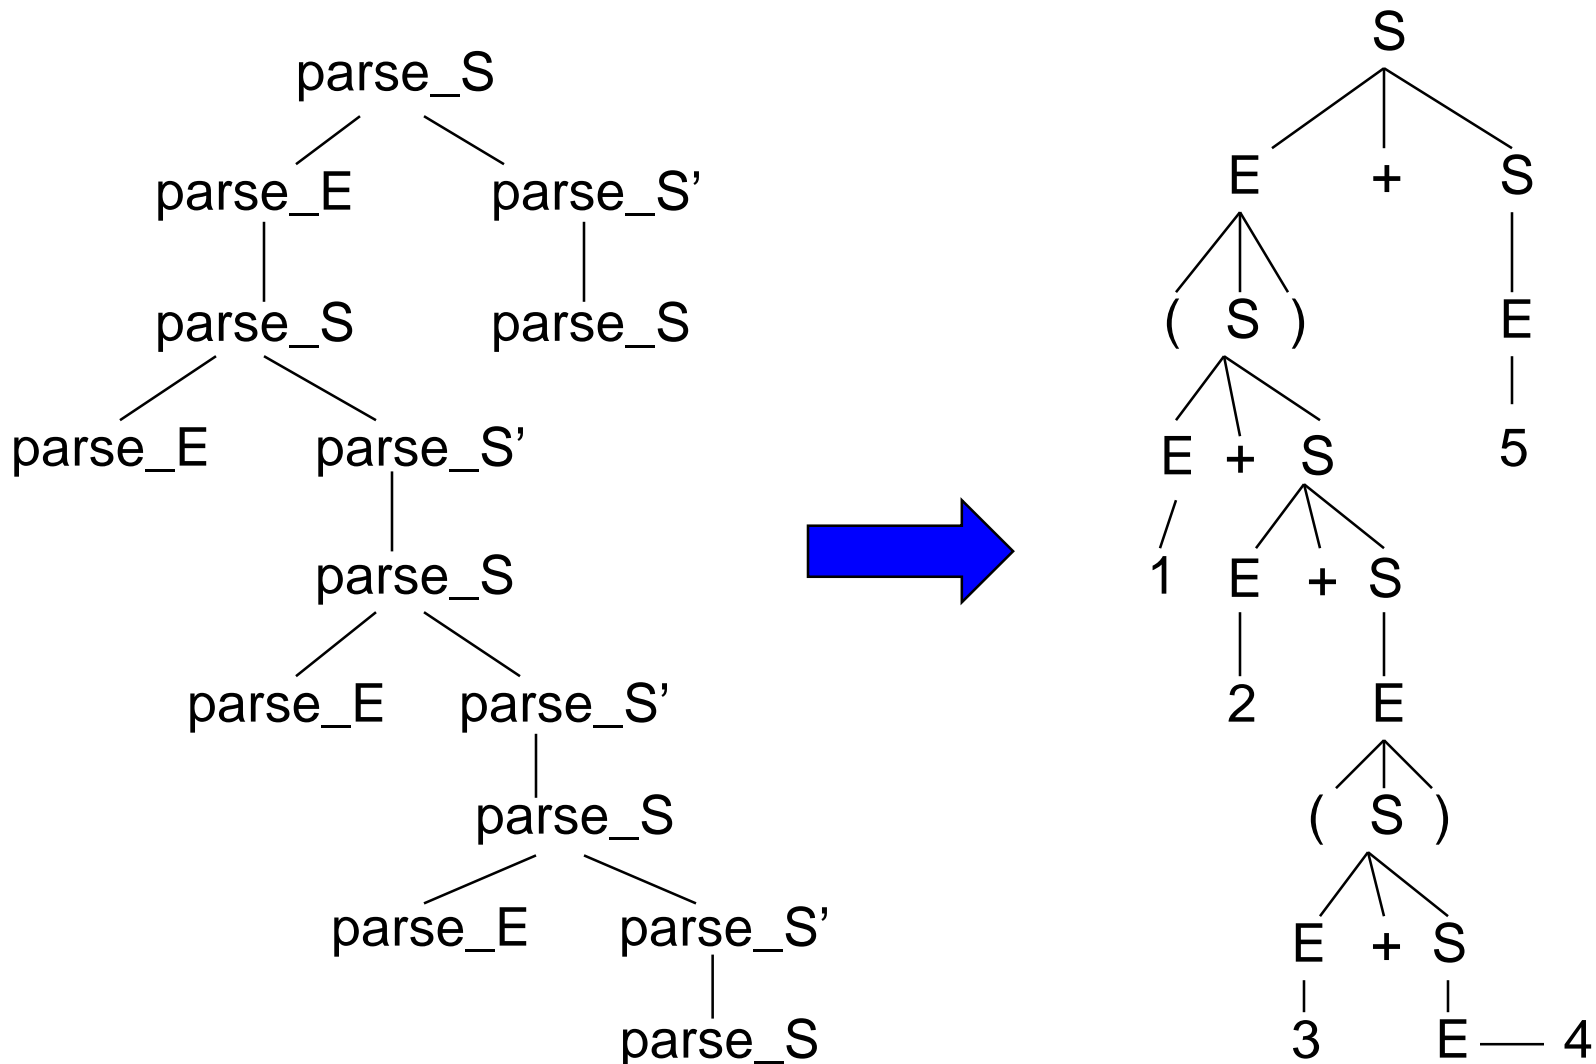 parse_S
parse_E parse_S’
parse_S parse_S
parse_E parse_S’
parse_S
parse_E parse_S’
parse_S
parse_E parse_S’
parse_S
S
E + S
( S ) E
E + S 5
1 E + S
2 E
( S )
E + S
3 E 4